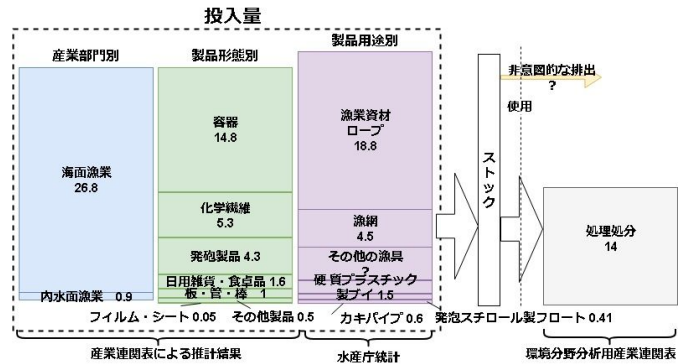 投入量
産業部門別
製品形態別
製品用途別
海面漁業
26.8
内水面漁業 0.9
容器
14.8
化学繊維
5.3
発砲製品 4.3
日用雑貨・食卓品 1.6
板・管・棒 1
フィルム・シート 0.05
その他製品 0.5
漁業資材
ロープ
18.8
漁網
4.5
その他の漁具
?
硬質プラスチック
製ブイ 1.5
カキパイプ 0.6
発泡スチロール製フロート 0.41
産業連関表による推計結果
水産庁統計
ストック
非意図的な排出
?
使用
処理処分
14
環境分野分析用産業連関表